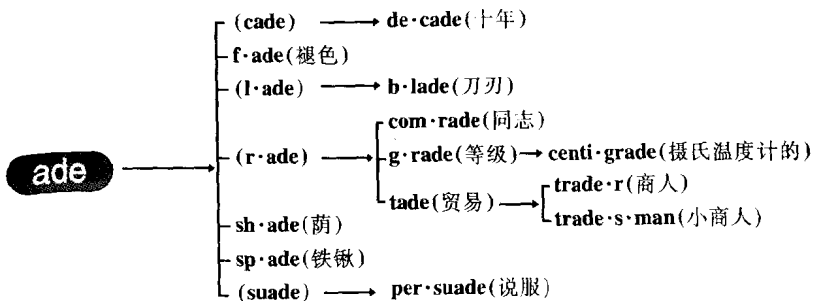 (cade) → de·cade(十年)
f·ade(褪色)
(l·ade) → b·lade(刀刃)
com·rade(同志)
(r·ade) → g·rade(等级) → centi·grade(摄氏温度计的)
ade
tade(贸易) → trade·r(商人)
trade·s·man(小商人)
sh·ade(荫)
sp·ade(铁锹)
(suade) → per·suade(说服)